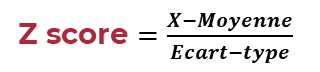 Z score = X−Moyenne / Ecart−type